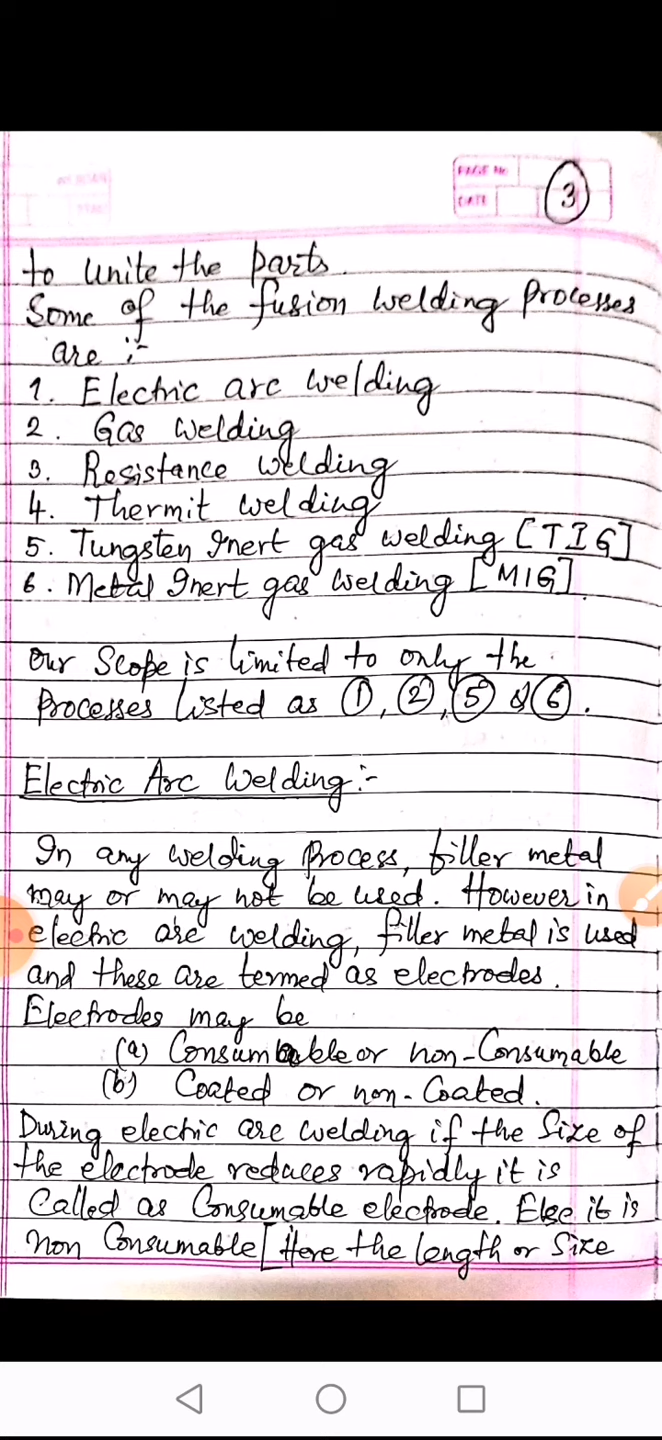 PAGE No
DATE
3
to unite the parts.
Some of the fusion welding processes
are :-
1. Electric arc welding
2. Gas welding
3. Resistance welding
4. Thermit welding
5. Tungsten Inert gas welding [TIG]
6. Metal Inert gas welding [MIG]
Our Scope is limited to only the
Processes listed as ①, ②, ⑤ & ⑥.
Electric Arc Welding :-
In any welding process, filler metal
may or may not be used. However in
electric arc welding, filler metal is used
and these are termed as electrodes.
Electrodes may be
(a) Consumable or non-Consumable
(b) Coated or non-Coated.
During electric arc welding if the Size of
the electrode reduces rapidly it is
Called as Consumable electrode. Else it is
non Consumable [Here the length or Size